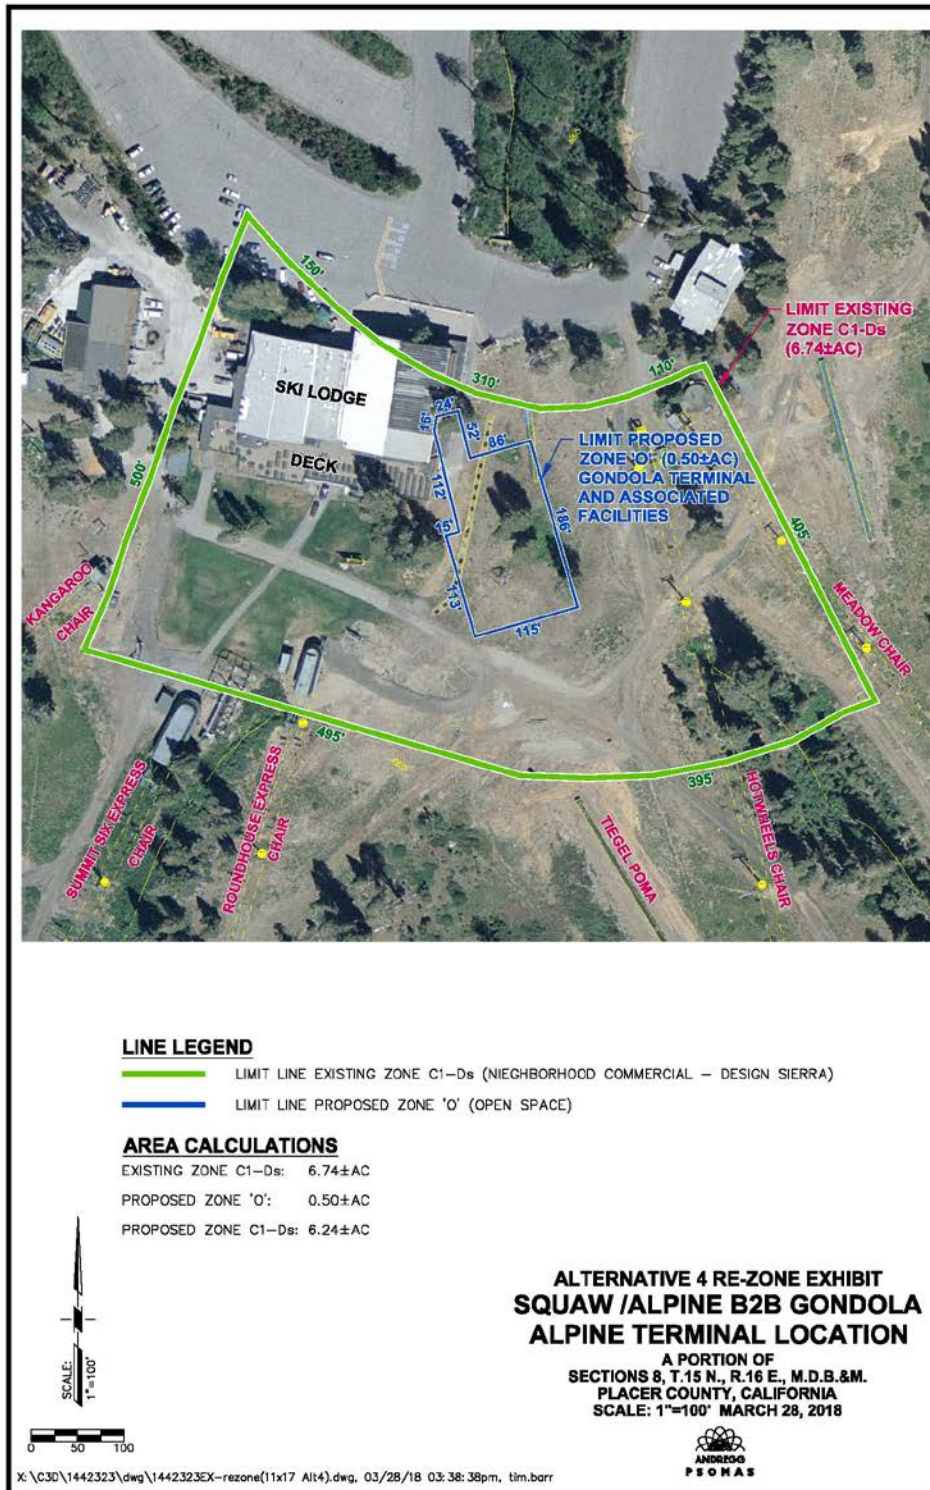 150'
LIMIT EXISTING
ZONE C1-Ds
(6.74±AC)
110'
310'
SKI LODGE
24'
16'
52'
86'
LIMIT PROPOSED
ZONE 'O' (0.50±AC)
GONDOLA TERMINAL
AND ASSOCIATED
FACILITIES
DECK
500'
112'
186'
15'
405'
KANGAROO
CHAIR
113'
115'
MEADOW CHAIR
495'
395'
SUMMIT SIX EXPRESS
CHAIR
ROUNDHOUSE EXPRESS
CHAIR
TIEGEL POMA
HOTWHEELS CHAIR
LINE LEGEND
LIMIT LINE EXISTING ZONE C1-Ds (NIEGHBORHOOD COMMERCIAL – DESIGN SIERRA)
LIMIT LINE PROPOSED ZONE 'O' (OPEN SPACE)
AREA CALCULATIONS
EXISTING ZONE C1-Ds: 6.74±AC
PROPOSED ZONE 'O': 0.50±AC
PROPOSED ZONE C1-Ds: 6.24±AC
SCALE:
1"=100'
0 50 100
ALTERNATIVE 4 RE-ZONE EXHIBIT
SQUAW /ALPINE B2B GONDOLA
ALPINE TERMINAL LOCATION
A PORTION OF
SECTIONS 8, T.15 N., R.16 E., M.D.B.&M.
PLACER COUNTY, CALIFORNIA
SCALE: 1"=100' MARCH 28, 2018
ANDREGG
PSOMAS
X:\C3D\1442323\dwg\1442323EX-rezone(11x17 Alt4).dwg, 03/28/18 03:38:38pm, tim.barr